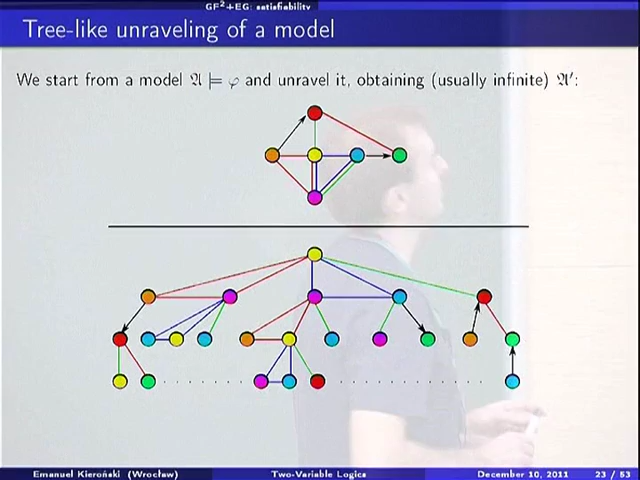 GF²+EG: satisfiability
Tree-like unraveling of a model
We start from a model 𝔄 ⊨ φ and unravel it, obtaining (usually infinite) 𝔄′:
Emanuel Kieroński (Wrocław) Two-Variable Logics December 10, 2011 23 / 53